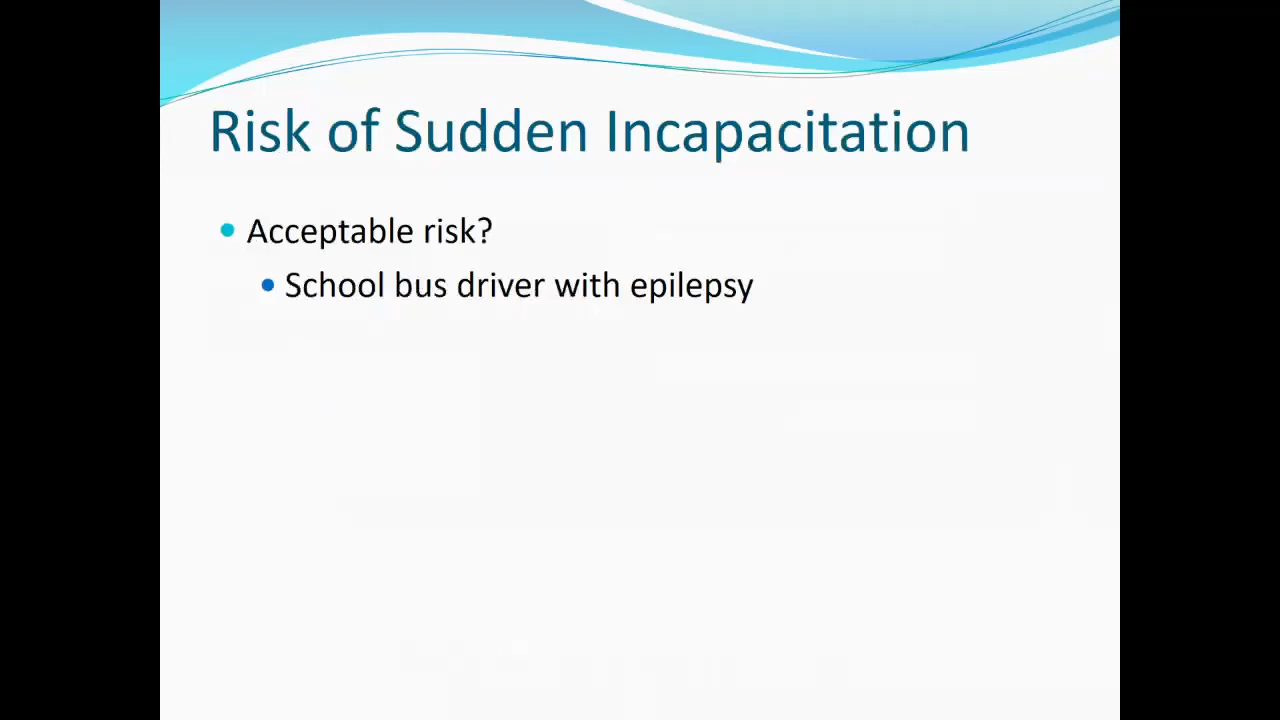 Risk of Sudden Incapacitation
Acceptable risk?
School bus driver with epilepsy